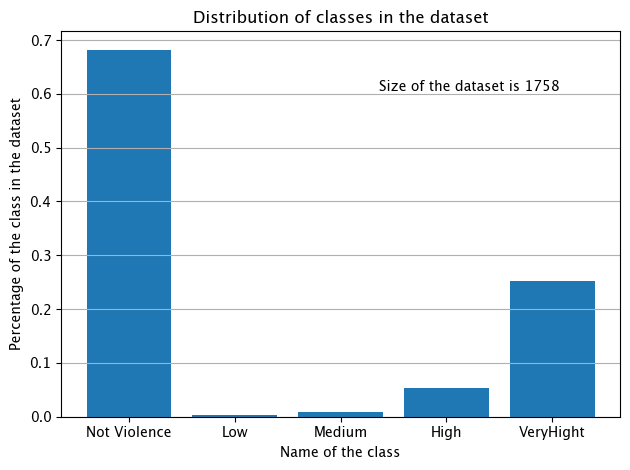 Distribution of classes in the dataset
Size of the dataset is 1758
Percentage of the class in the dataset
0.7
0.6
0.5
0.4
0.3
0.2
0.1
0.0
Not Violence Low Medium High VeryHight
Name of the class